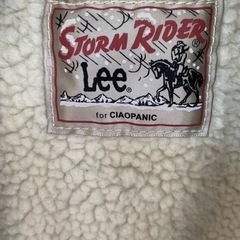 STORM RIDER
Lee®
for CIAOPANIC